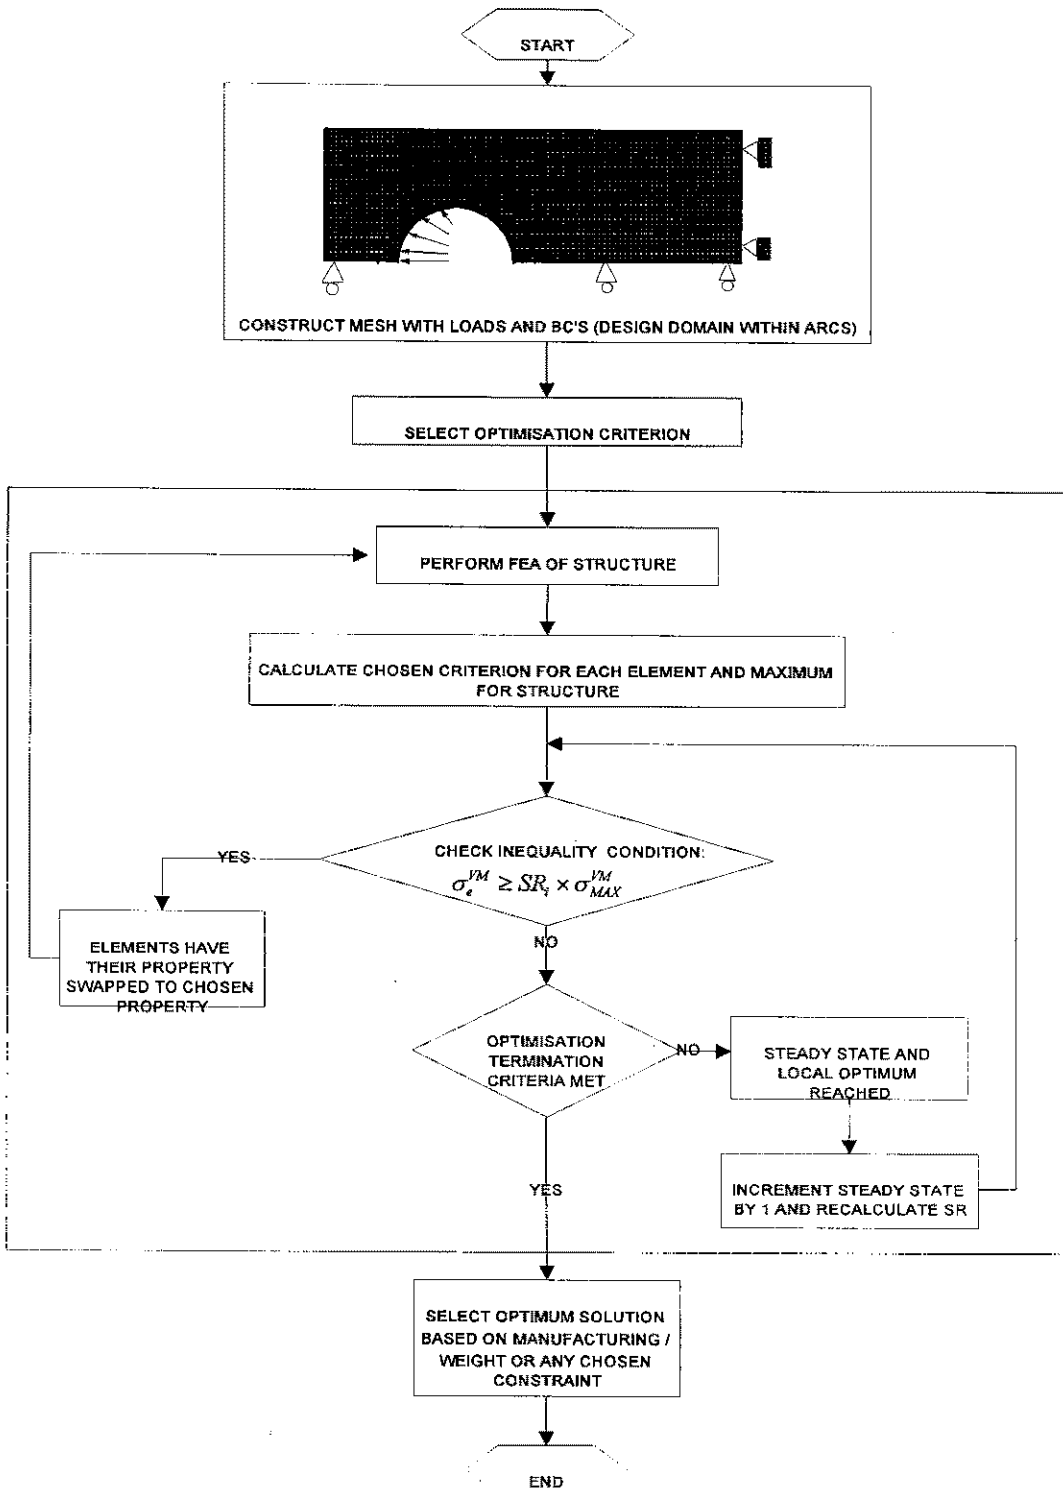 START
CONSTRUCT MESH WITH LOADS AND BC'S (DESIGN DOMAIN WITHIN ARCS)
SELECT OPTIMISATION CRITERION
PERFORM FEA OF STRUCTURE
CALCULATE CHOSEN CRITERION FOR EACH ELEMENT AND MAXIMUM
FOR STRUCTURE
CHECK INEQUALITY CONDITION:
σ_e^{VM} ≥ SR_i × σ_{MAX}^{VM}
YES
ELEMENTS HAVE
THEIR PROPERTY
SWAPPED TO CHOSEN
PROPERTY
NO
OPTIMISATION
TERMINATION
CRITERIA MET
NO
STEADY STATE AND
LOCAL OPTIMUM
REACHED
INCREMENT STEADY STATE
BY 1 AND RECALCULATE SR
YES
SELECT OPTIMUM SOLUTION
BASED ON MANUFACTURING /
WEIGHT OR ANY CHOSEN
CONSTRAINT
END